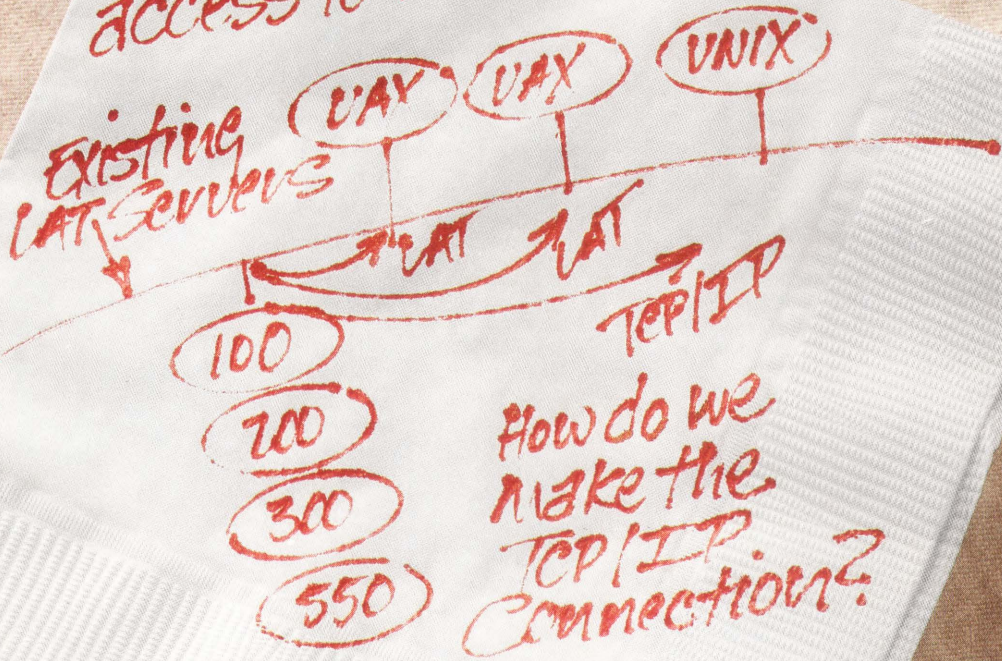 access to
VAX VAX UNIX
Existing
LAT Servers
LAT LAT
TCP/IP
100
200
300
550
How do we
make the
TCP/IP
Connection?